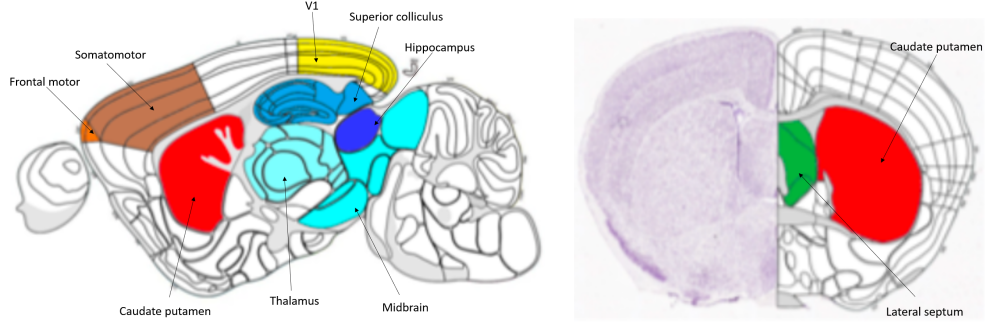 V1
Superior colliculus
Hippocampus
Somatomotor
Frontal motor
Caudate putamen
Thalamus
Midbrain
Caudate putamen
Lateral septum